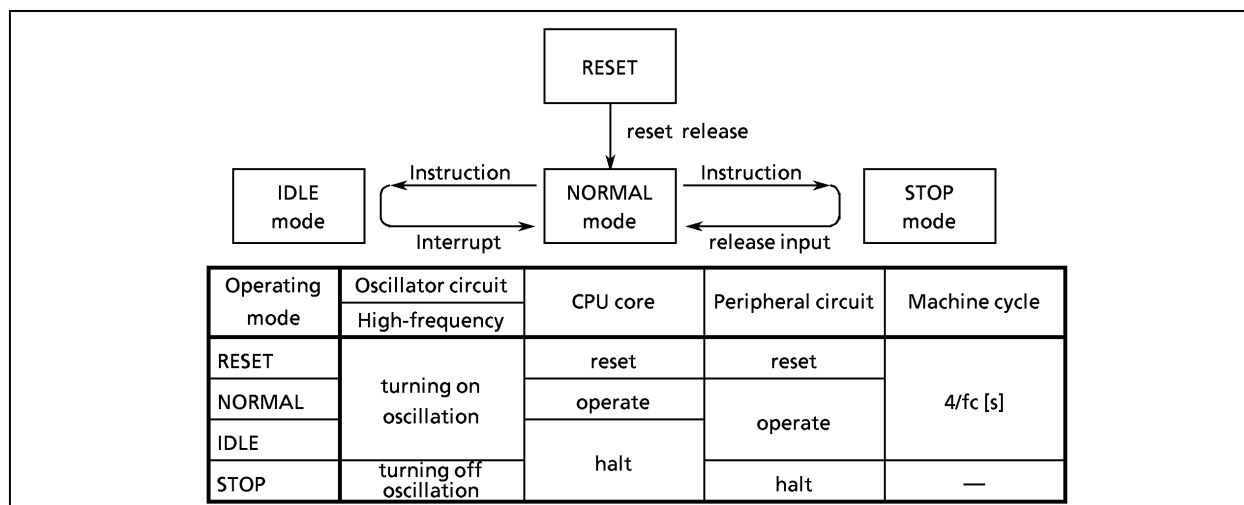 RESET
reset release
IDLE
mode
Instruction
Interrupt
NORMAL
mode
Instruction
release input
STOP
mode
Operating
mode
Oscillator circuit
High-frequency
CPU core
Peripheral circuit
Machine cycle
RESET
turning on
oscillation
reset
reset
4/fc [s]
NORMAL
operate
operate
IDLE
halt
STOP
turning off
oscillation
halt
—